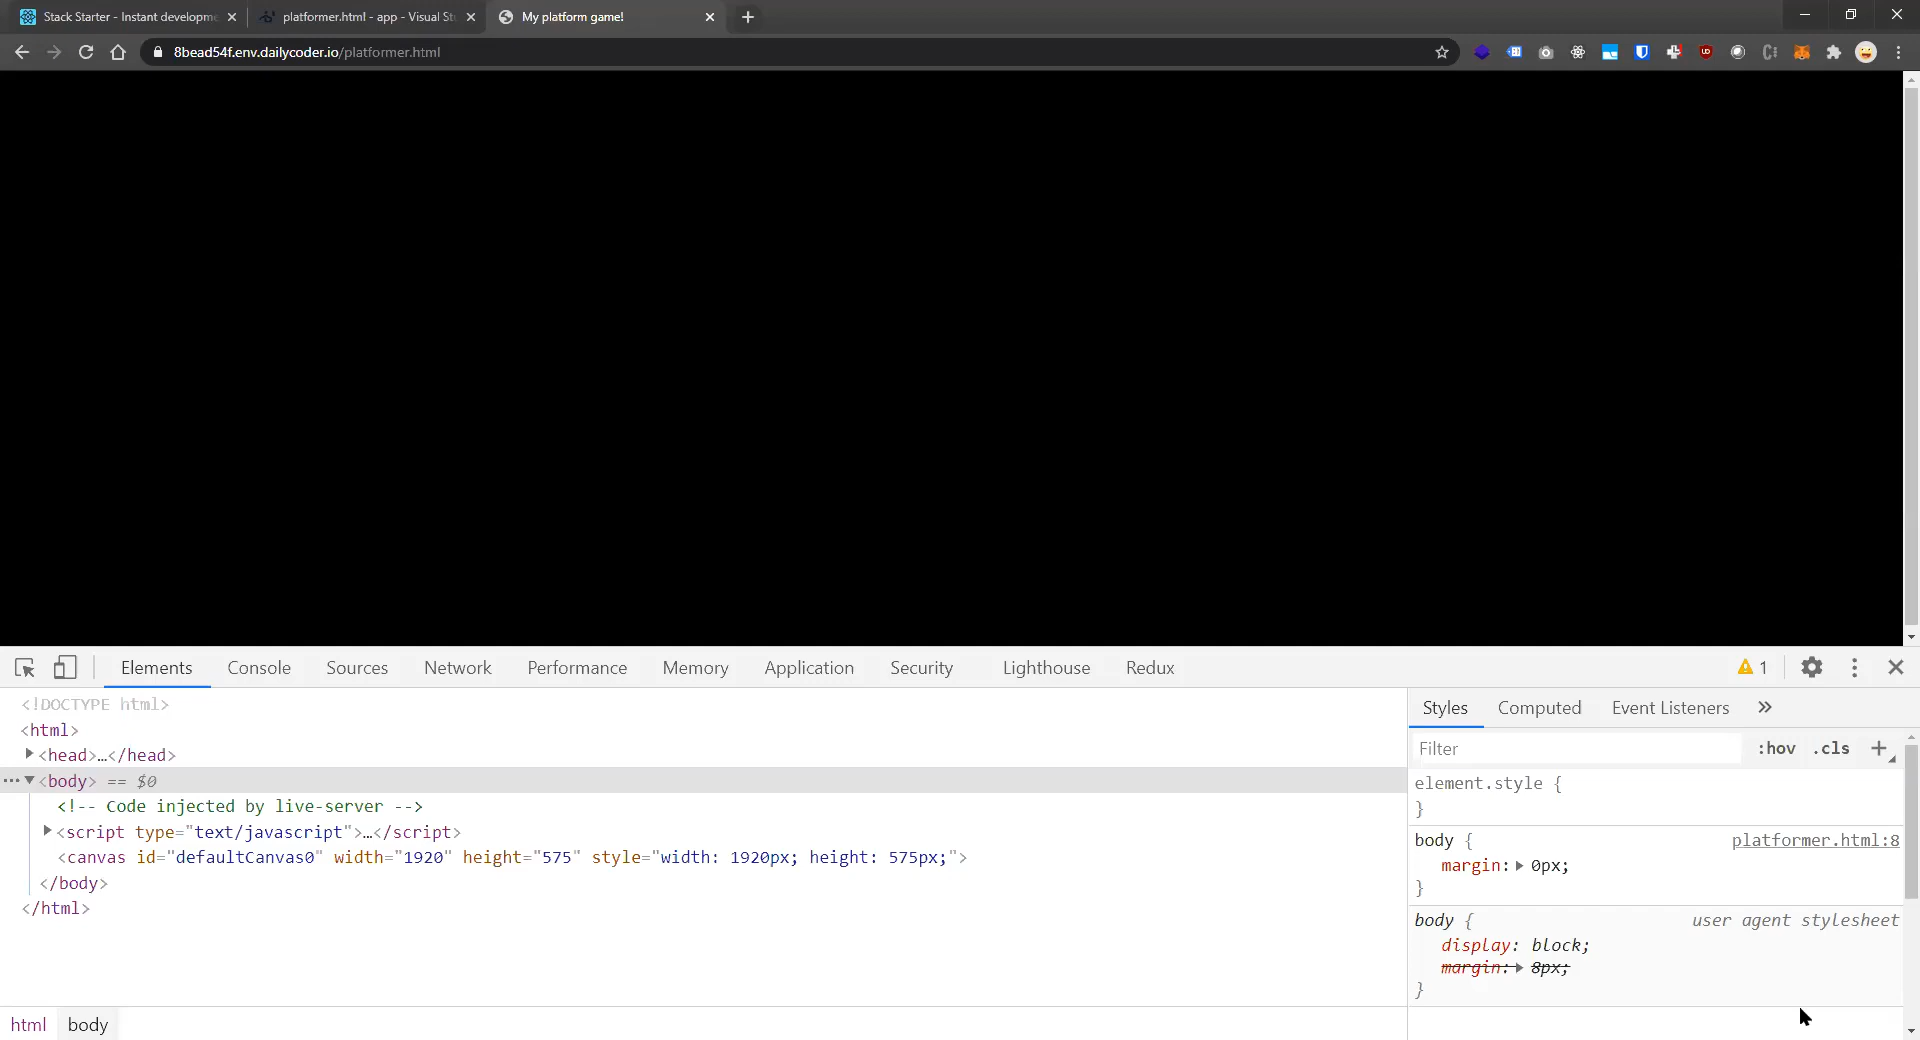 Stack Starter - Instant developme
platformer.html - app - Visual St
My platform game!
8bead54f.env.dailycoder.io/platformer.html
Elements
Console
Sources
Network
Performance
Memory
Application
Security
Lighthouse
Redux
1
<!DOCTYPE html>
<html>
<head>…</head>
<body> == $0
<!-- Code injected by live-server -->
<script type="text/javascript">…</script>
<canvas id="defaultCanvas0" width="1920" height="575" style="width: 1920px; height: 575px;">
</body>
</html>
html body
Styles
Computed
Event Listeners
Filter
:hov .cls
element.style {
}
body {
platformer.html:8
margin: 0px;
}
body {
user agent stylesheet
display: block;
margin: 8px;
}